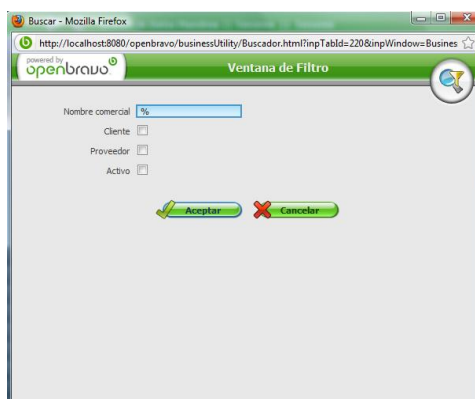 Buscar - Mozilla Firefox
http://localhost:8080/openbravo/businessUtility/Buscador.html?inpTabId=220&inpWindow=Busines
powered by
openbravo
Ventana de Filtro
Nombre comercial %
Cliente
Proveedor
Activo
Aceptar Cancelar